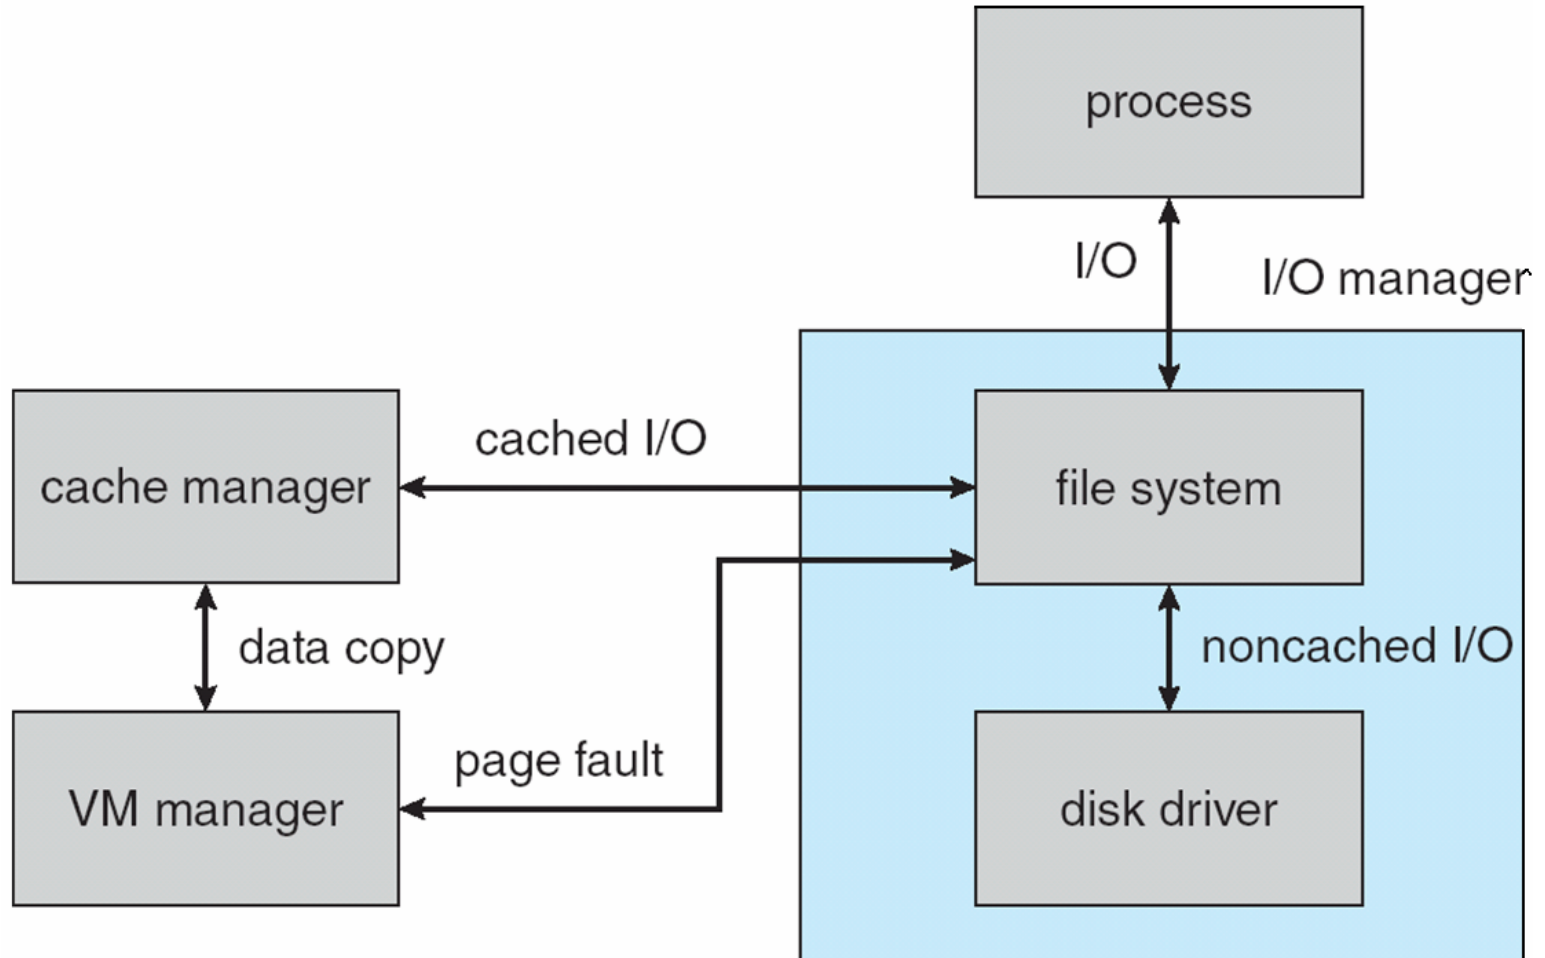 process
I/O
I/O manager
cached I/O
cache manager
file system
data copy
noncached I/O
page fault
VM manager
disk driver